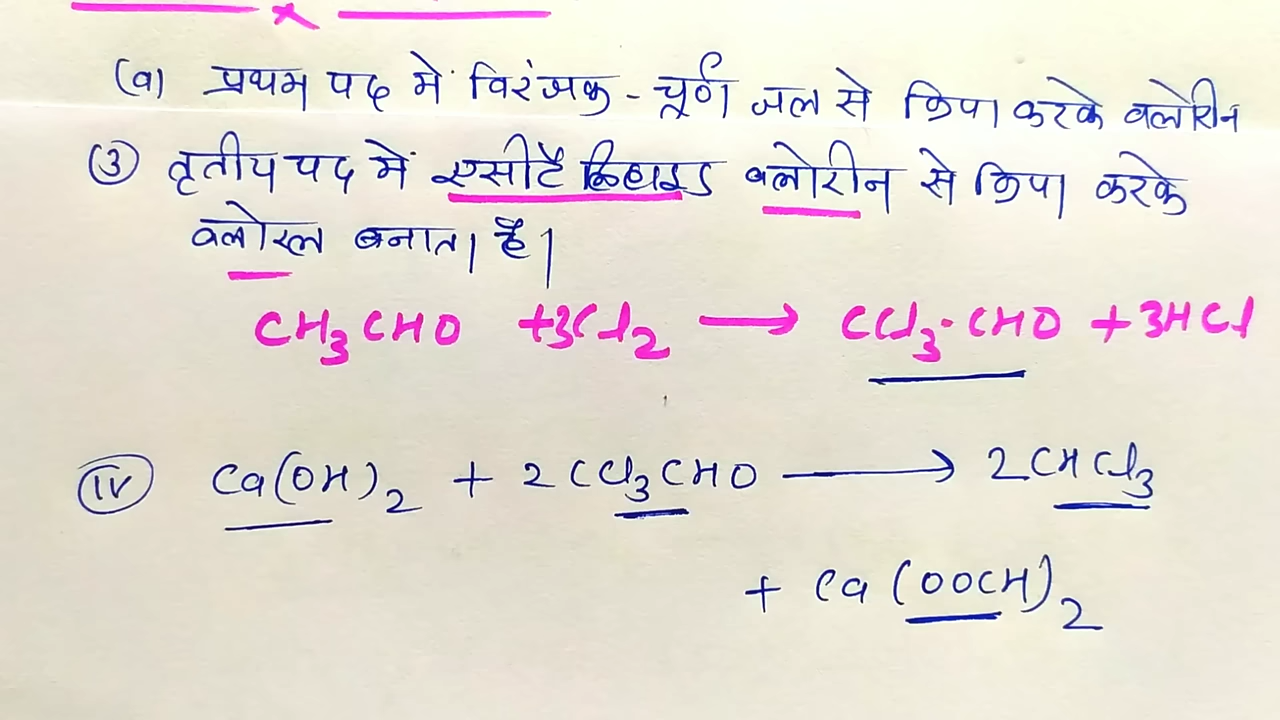 (a) प्रथम पद में विरंजक - चूर्ण जल से क्रिया करके क्लोरीन
(3) तृतीय पद में एसीटैल्डिहाइड क्लोरीन से क्रिया करके
क्लोरल बनाता है।
CH₃CHO +3Cl₂ ⟶ CCl₃·CHO + 3HCl
(iv) Ca(OH)₂ + 2CCl₃CHO ⟶ 2CHCl₃
+ Ca(OOCH)₂